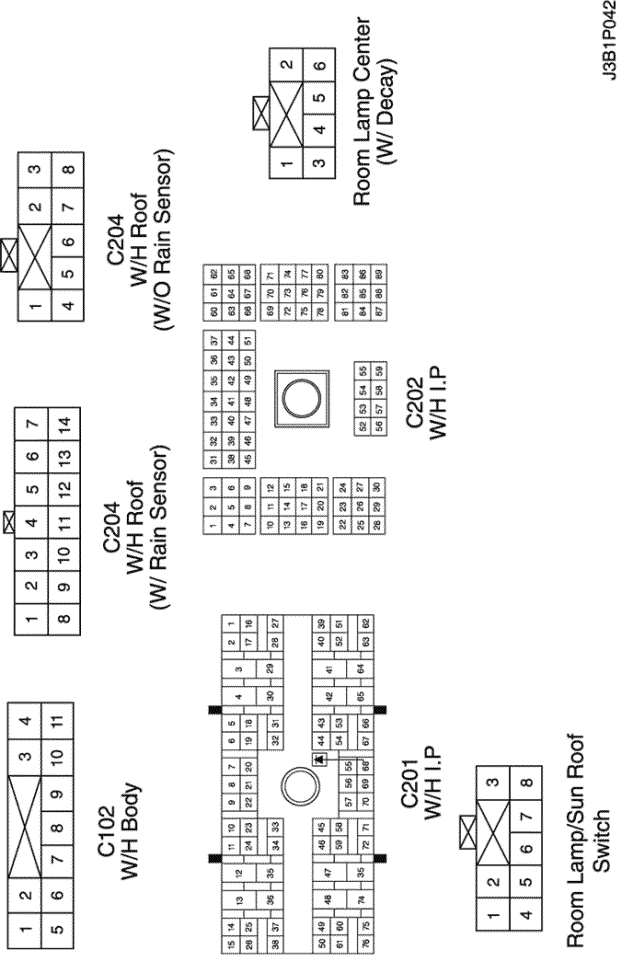 1 2 3 4
5 6 7 8 9 10 11
C102
W/H Body
1 2 3 4 5 6 7
8 9 10 11 12 13 14
C204
W/H Roof
(W/ Rain Sensor)
1 2 3
4 5 6 7 8
C204
W/H Roof
(W/O Rain Sensor)
15 14 13 12 11 10 9 8 7 6 5 4 3 2 1
26 25 24 23 22 21 20 19 18 17 16
38 37 36 35 34 33 32 31 30 29 28 27
50 49 48 47 46 45 44 43 42 41 40 39
61 60 59 58 57 56 55 54 53 52 51
76 75 74 35 72 71 70 69 68 67 66 65 64 63 62
C201
W/H I.P
1 2 3
4 5 6
7 8 9
10 11 12
13 14 15
16 17 18
19 20 21
22 23 24
25 26 27
28 29 30
31 32 33 34 35 36 37
38 39 40 41 42 43 44
45 46 47 48 49 50 51
52 53 54 55
56 57 58 59
60 61 62
63 64 65
66 67 68
69 70 71
72 73 74
75 76 77
78 79 80
81 82 83
84 85 86
87 88 89
C202
W/H I.P
1 2
3 4 5 6
Room Lamp Center
(W/ Decay)
1 2 3
4 5 6 7 8
Room Lamp/Sun Roof
Switch
J3B1P042